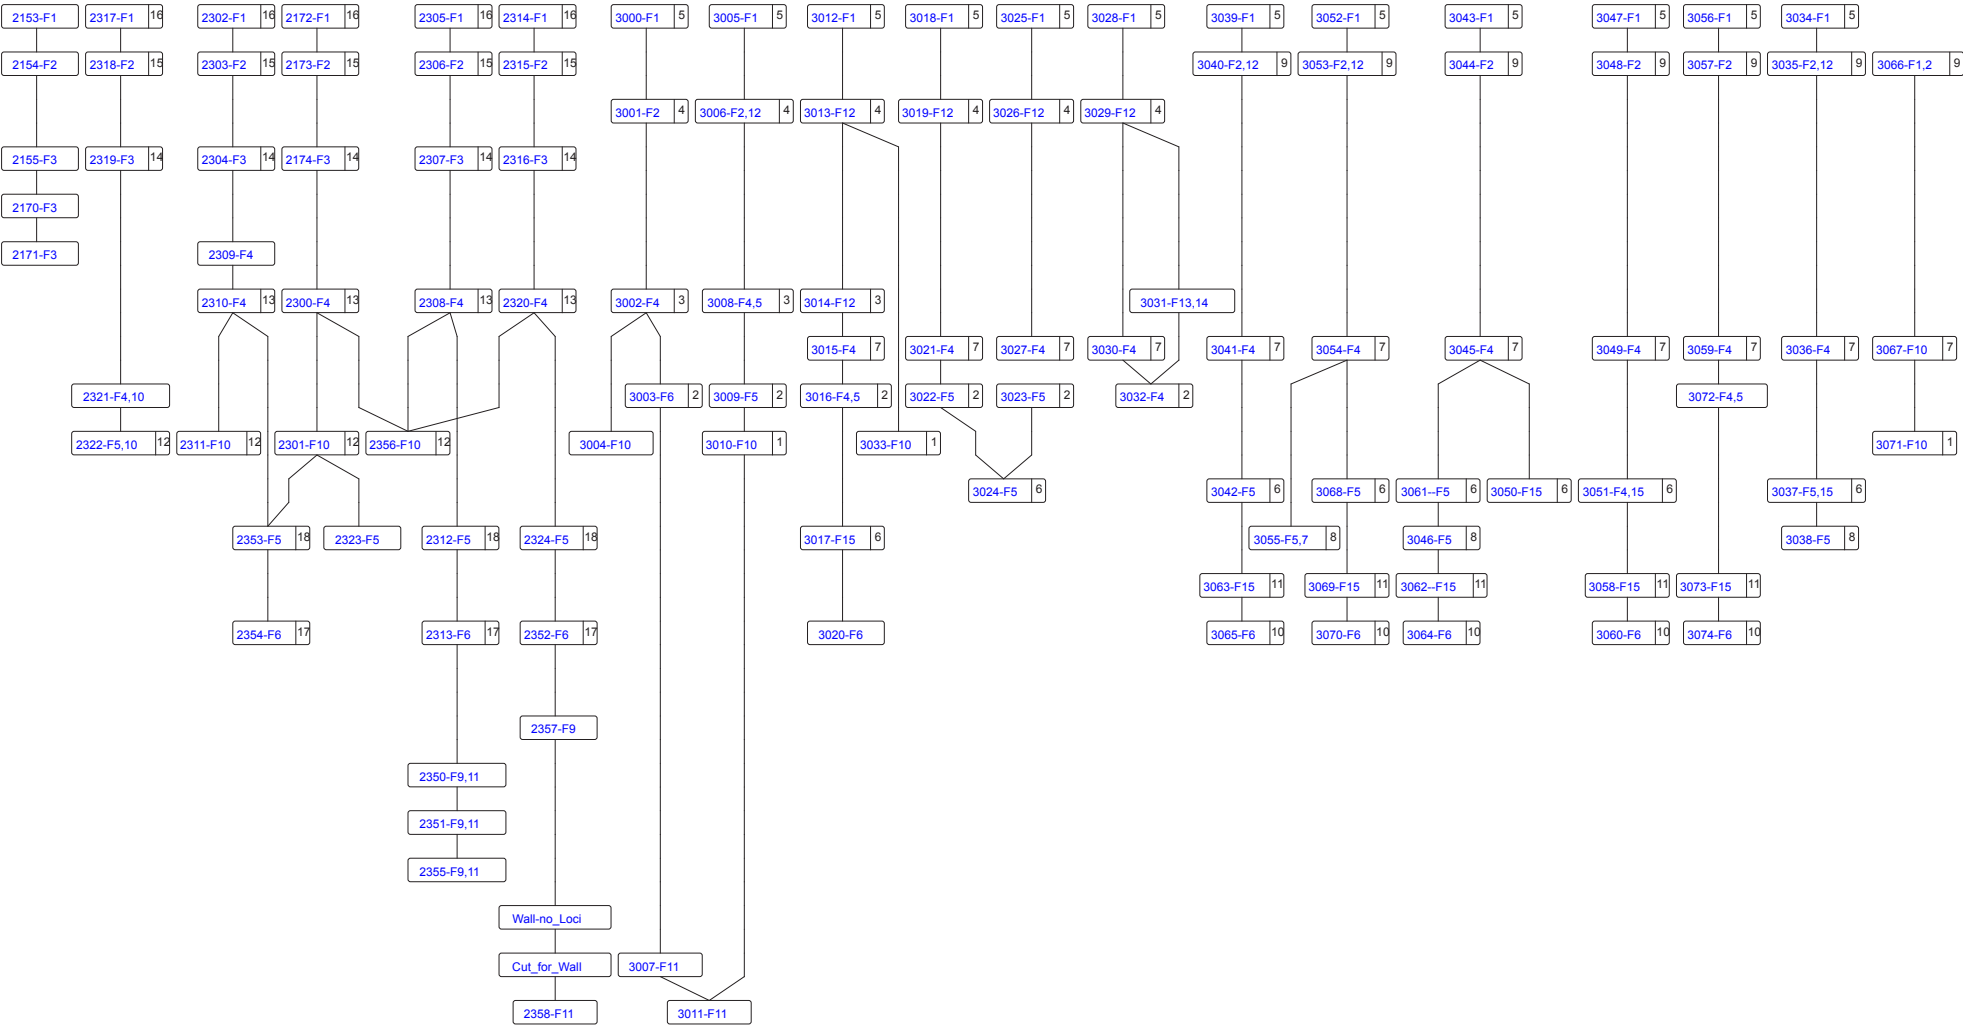 2153-F1 2317-F1 16 2302-F1 16 2172-F1 16 2305-F1 16 2314-F1 16 3000-F1 5 3005-F1 5 3012-F1 5 3018-F1 5 3025-F1 5 3028-F1 5 3039-F1 5 3052-F1 5 3043-F1 5 3047-F1 5 3056-F1 5 3034-F1 5
2154-F2 2318-F2 15 2303-F2 15 2173-F2 15 2306-F2 15 2315-F2 15 3040-F2,12 9 3053-F2,12 9 3044-F2 9 3048-F2 9 3057-F2 9 3035-F2,12 9 3066-F1,2 9
3001-F2 4 3006-F2,12 4 3013-F12 4 3019-F12 4 3026-F12 4 3029-F12 4
2155-F3 2319-F3 14 2304-F3 14 2174-F3 14 2307-F3 14 2316-F3 14
2170-F3
2171-F3 2309-F4
2310-F4 13 2300-F4 13 2308-F4 13 2320-F4 13 3002-F4 3 3008-F4,5 3 3014-F12 3 3031-F13,14
3015-F4 7 3021-F4 7 3027-F4 7 3030-F4 7 3041-F4 7 3054-F4 7 3045-F4 7 3049-F4 7 3059-F4 7 3036-F4 7 3067-F10 7
2321-F4,10 3003-F6 2 3009-F5 2 3016-F4,5 2 3022-F5 2 3023-F5 2 3032-F4 2 3072-F4,5
2322-F5,10 12 2311-F10 12 2301-F10 12 2356-F10 12 3004-F10 3010-F10 1 3033-F10 1 3071-F10 1
3024-F5 6 3042-F5 6 3068-F5 6 3061--F5 6 3050-F15 6 3051-F4,15 6 3037-F5,15 6
2353-F5 18 2323-F5 2312-F5 18 2324-F5 18 3017-F15 6 3055-F5,7 8 3046-F5 8 3038-F5 8
3063-F15 11 3069-F15 11 3062--F15 11 3058-F15 11 3073-F15 11
2354-F6 17 2313-F6 17 2352-F6 17 3020-F6 3065-F6 10 3070-F6 10 3064-F6 10 3060-F6 10 3074-F6 10
2357-F9
2350-F9,11
2351-F9,11
2355-F9,11
Wall-no_Loci
Cut_for_Wall 3007-F11
2358-F11 3011-F11